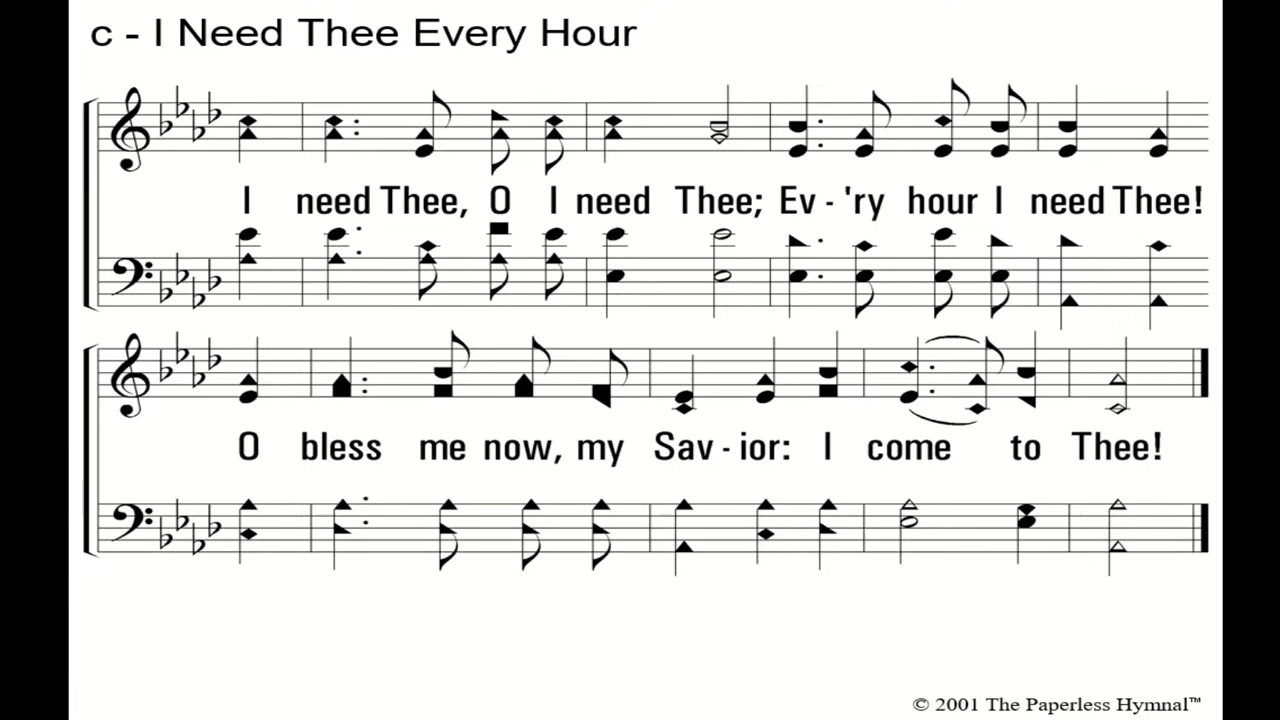 c - I Need Thee Every Hour
I need Thee, O I need Thee; Ev - 'ry hour I need Thee!
O bless me now, my Sav - ior: I come to Thee!
© 2001 The Paperless Hymnal™